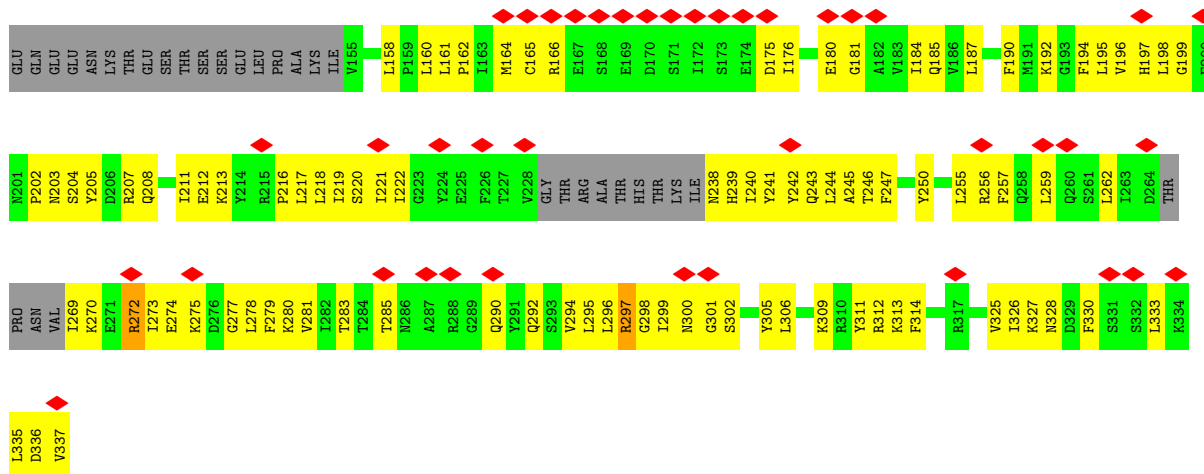 GLU GLN GLU GLU ASN LYS THR GLU SER THR SER SER GLU LEU PRO ALA LYS ILE V155 L158 P159 L160 L161 P162 I163 M164 C165 R166 E167 S168 E169 D170 S171 I172 S173 E174 D175 I176 E180 G181 A182 V183 I184 Q185 V186 L187 F190 M191 K192 G193 F194 L195 V196 H197 L198 G199
N201 P202 N203 S204 Y205 D206 R207 Q208 I211 E212 K213 Y214 R215 P216 L217 L218 I219 S220 I221 I222 G223 Y224 E225 F226 T227 V228 GLY THR ARG ALA THR HIS THR LYS ILE N238 H239 I240 Y241 Y242 Q243 L244 A245 T246 F247 Y250 L255 R256 F257 Q258 L259 Q260 S261 L262 I263 D264 THR
PRO ASN VAL I269 K270 E271 R272 I273 E274 K275 D276 G277 L278 F279 K280 V281 I282 T283 T284 T285 N286 A287 R288 G289 Q290 Y291 Q292 S293 V294 L295 L296 R297 G298 I299 N300 G301 S302 Y305 L306 K309 R310 Y311 R312 K313 F314 R317 V325 I326 K327 N328 D329 F330 S331 S332 L333 K334
L335 D336 V337